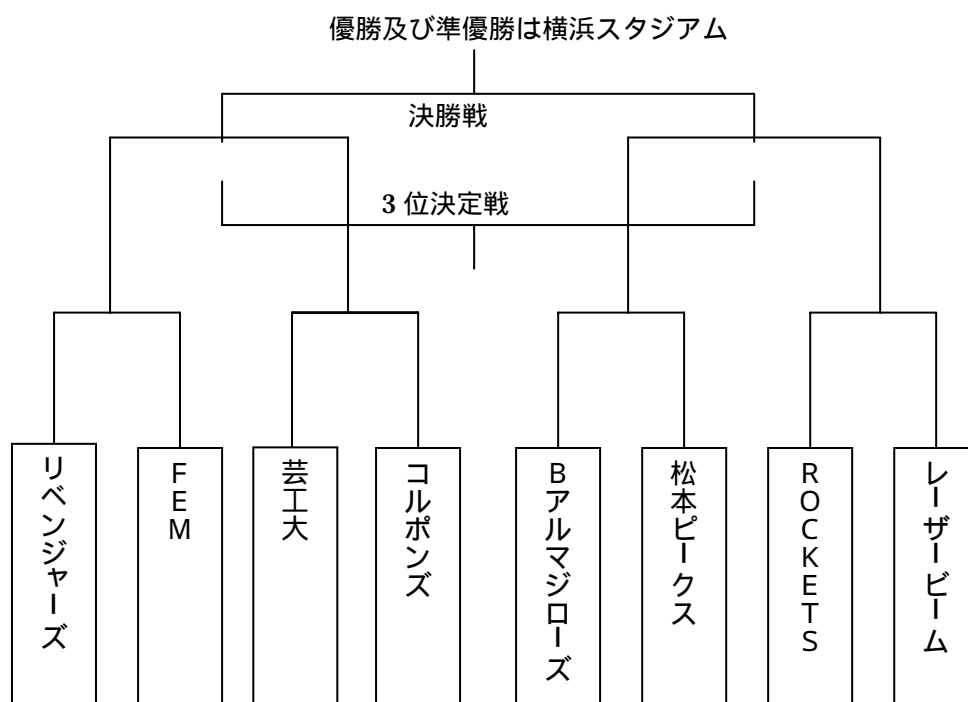 優勝及び準優勝は横浜スタジアム
決勝戦
3 位決定戦
リベンジャーズ
FEM
芸工大
コルポンズ
Bアルマジローズ
松本ピークス
ROCKETS
レーザービーム